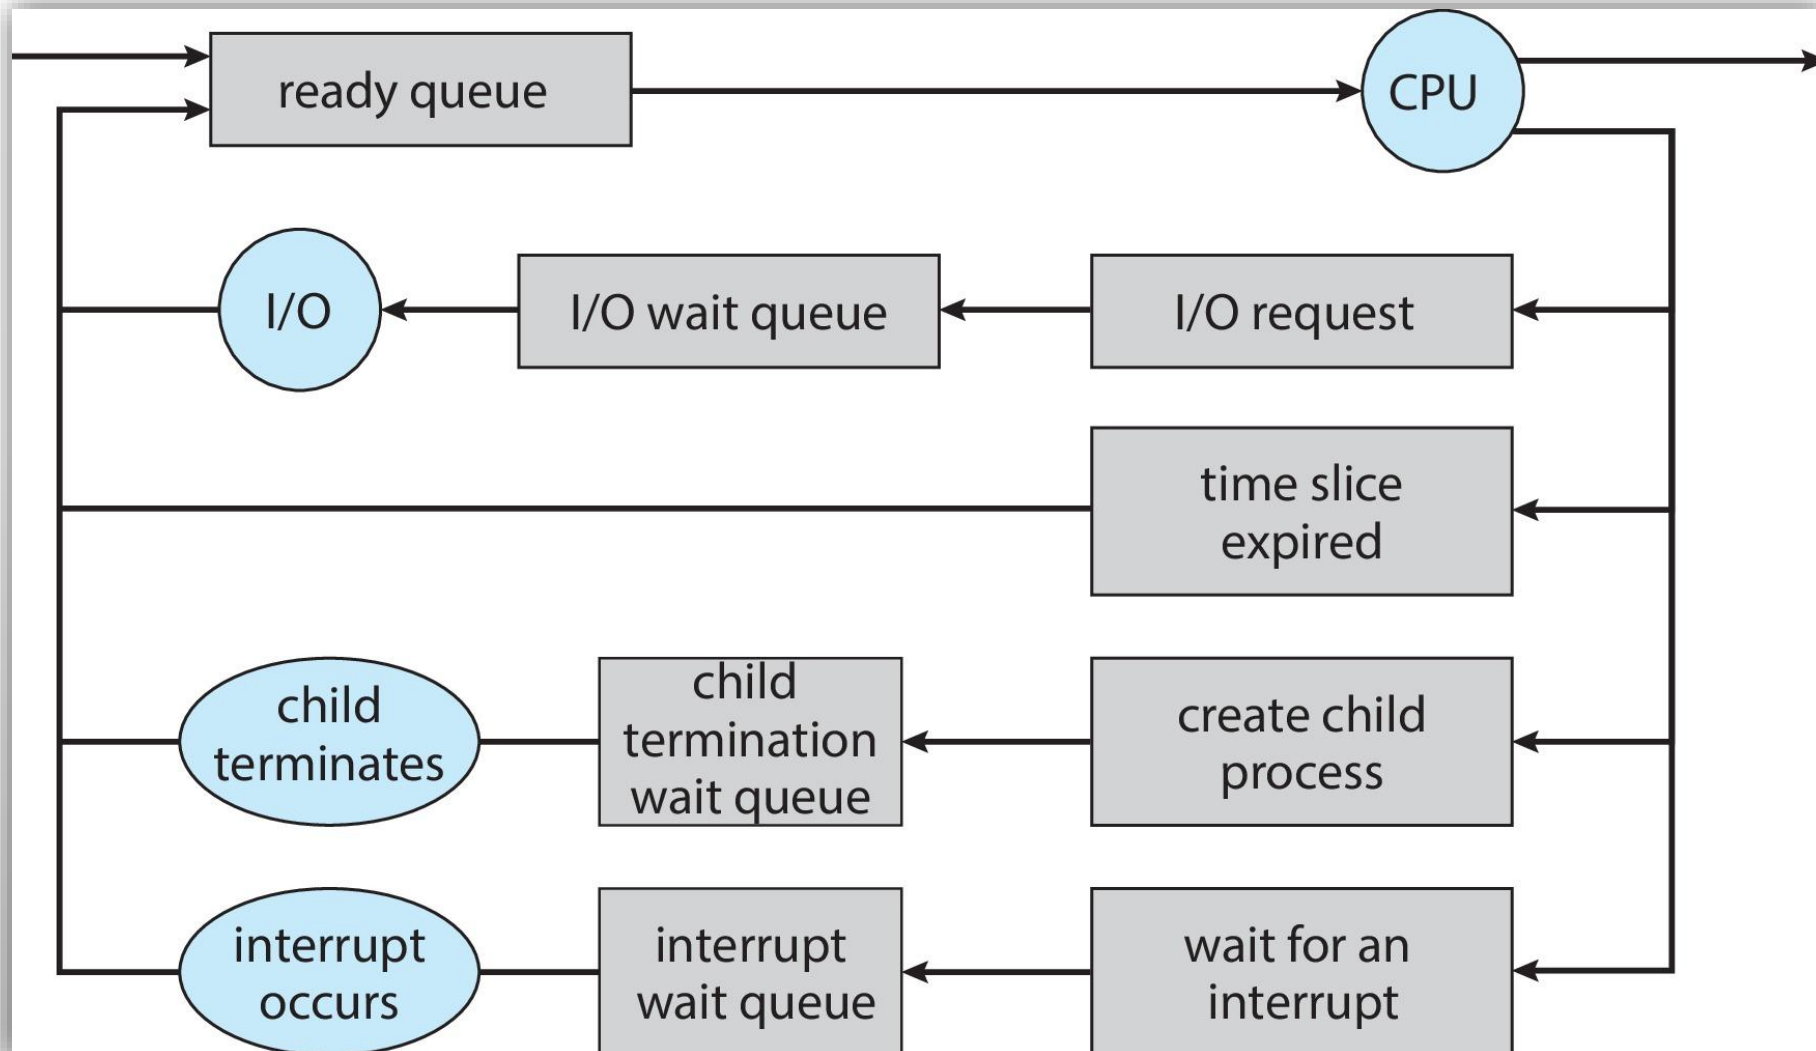 ready queue
CPU
I/O
I/O wait queue
I/O request
time slice
expired
child
terminates
child
termination
wait queue
create child
process
interrupt
occurs
interrupt
wait queue
wait for an
interrupt